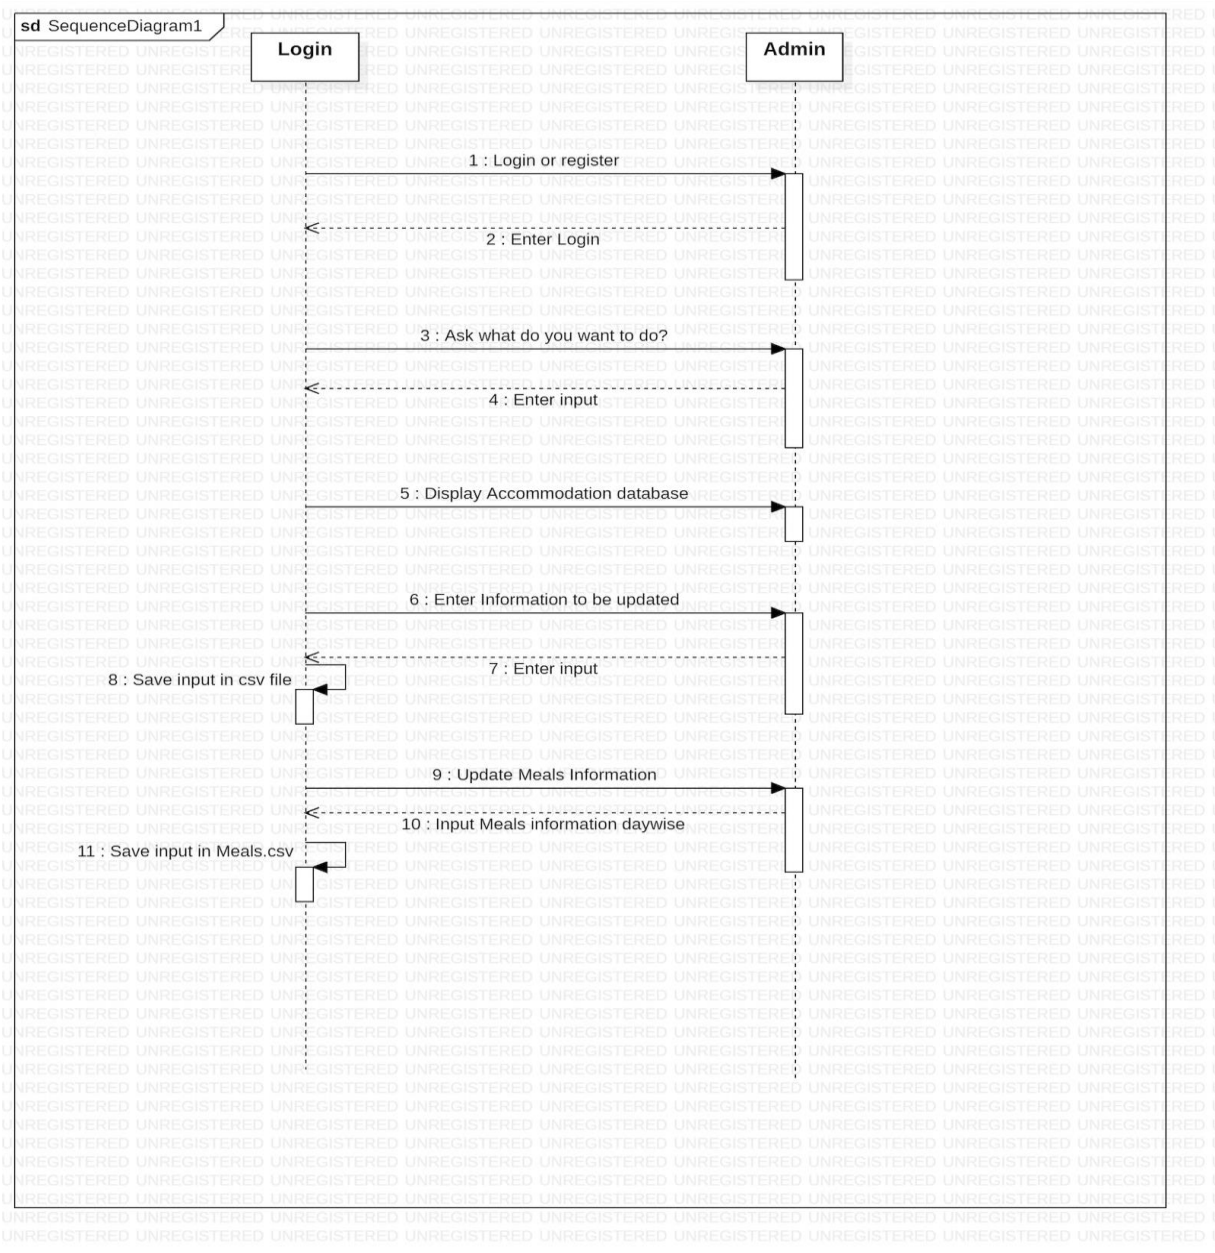 sd SequenceDiagram1
Login
Admin
1 : Login or register
2 : Enter Login
3 : Ask what do you want to do?
4 : Enter input
5 : Display Accommodation database
6 : Enter Information to be updated
7 : Enter input
8 : Save input in csv file
9 : Update Meals Information
10 : Input Meals information daywise
11 : Save input in Meals.csv
UNREGISTERED